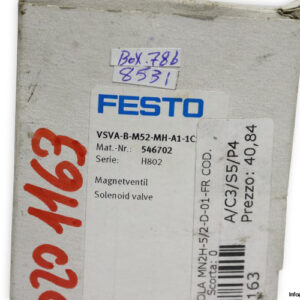 Box.786
8531
FESTO
VSVA-B-M52-MH-A1-1C
Mat.-Nr.: 546702
Serie: H802
Magnetventil
Solenoid valve
MN2H-5/2-D-01-FR COD.
Scorta: 0
A/C3/S5/P4
Prezzo: 40,84
163
1163